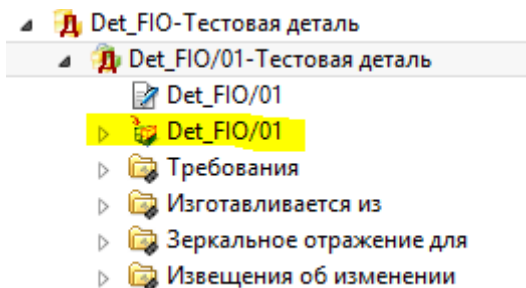 Det_FIO-Тестовая деталь
Det_FIO/01-Тестовая деталь
Det_FIO/01
Det_FIO/01
Требования
Изготавливается из
Зеркальное отражение для
Извещения об изменении